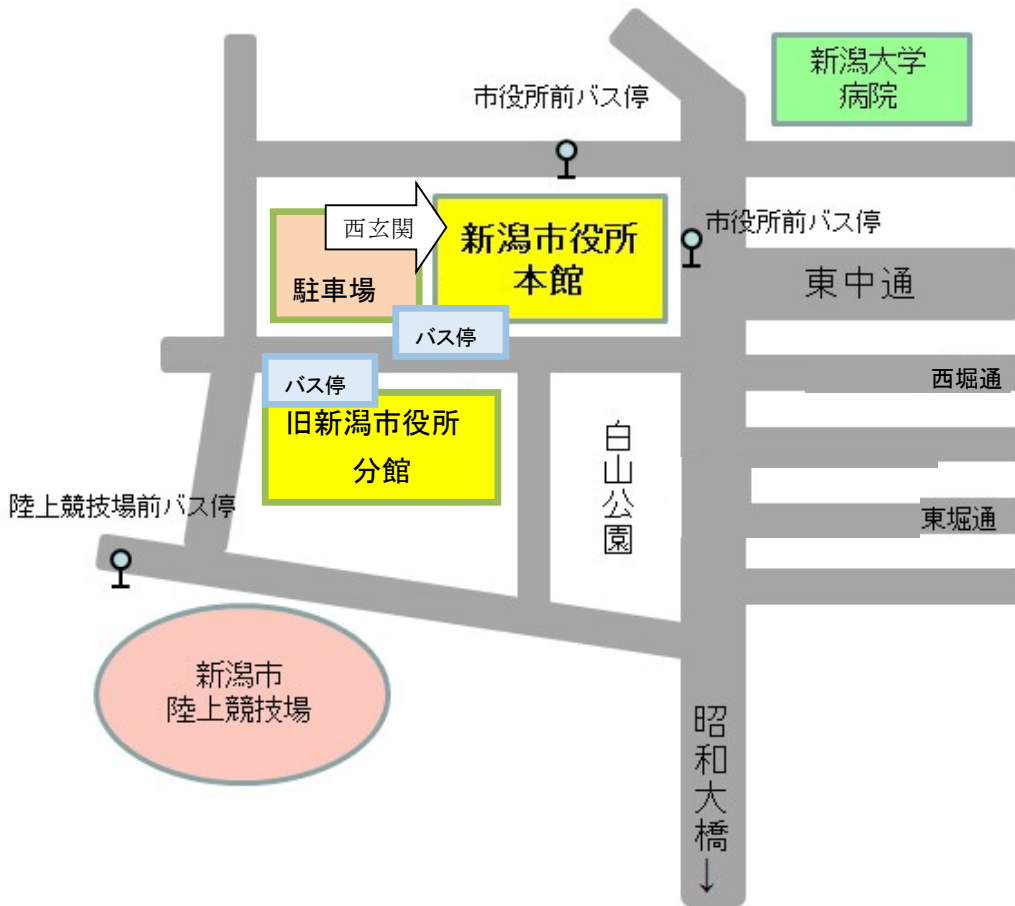 新潟大学
病院
市役所前バス停
西玄関
新潟市役所
本館
市役所前バス停
駐車場
東中通
バス停
西堀通
バス停
旧新潟市役所
分館
白山公園
陸上競技場前バス停
東堀通
新潟市
陸上競技場
昭和大橋↓